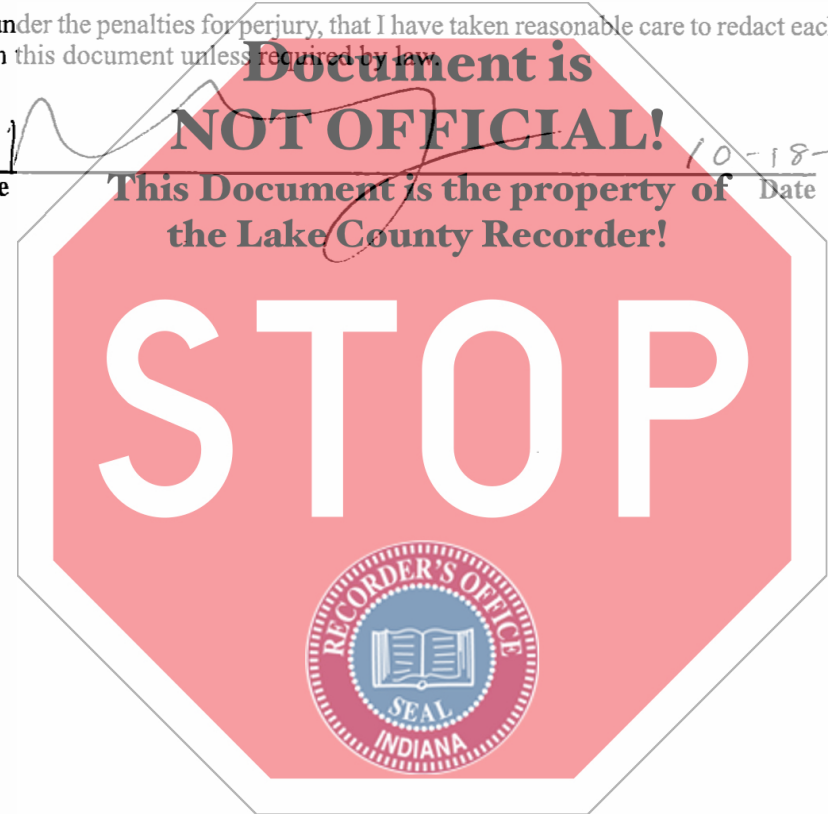 under the penalties for perjury, that I have taken reasonable care to redact each
this document unless required by law.
Document is
NOT OFFICIAL!
10-18-
This Document is the property of
Date
the Lake County Recorder!
STOP
RECORDER'S OFFICE
SEAL
INDIANA